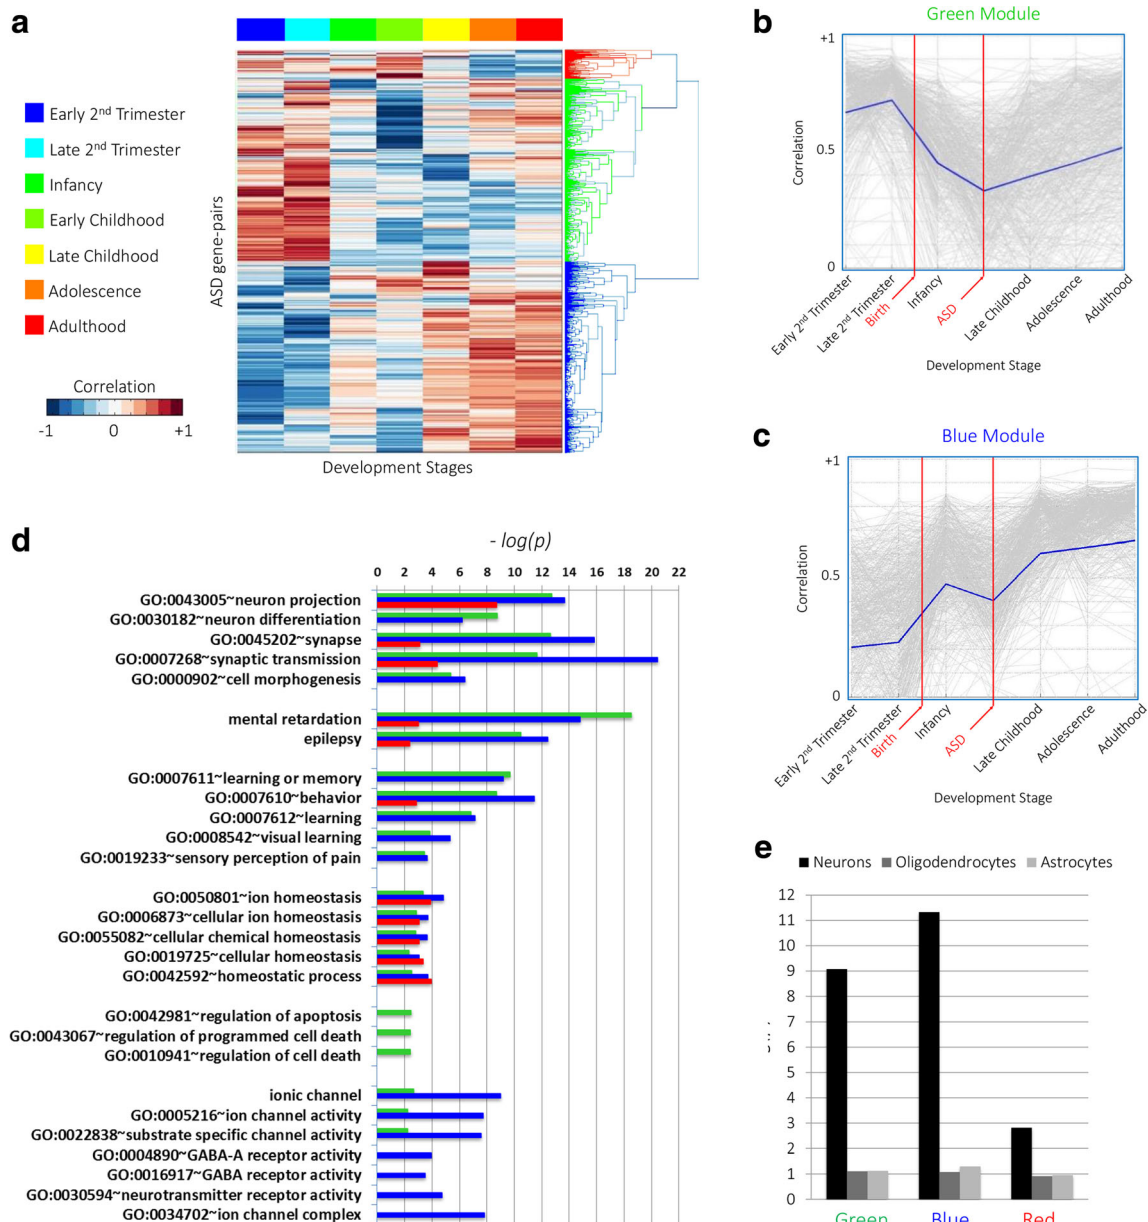 a
Early 2nd Trimester
Late 2nd Trimester
Infancy
Early Childhood
Late Childhood
Adolescence
Adulthood
Correlation
-1 0 +1
ASD gene-pairs
Development Stages
b
Green Module
+1
0.5
0
Correlation
Early 2nd Trimester
Late 2nd Trimester
Birth
Infancy
ASD
Late Childhood
Adolescence
Adulthood
Development Stage
c
Blue Module
+1
0.5
0
Correlation
Early 2nd Trimester
Late 2nd Trimester
Birth
Infancy
ASD
Late Childhood
Adolescence
Adulthood
Development Stage
d
- log(p)
0 2 4 6 8 10 12 14 16 18 20 22
GO:0043005~neuron projection
GO:0030182~neuron differentiation
GO:0045202~synapse
GO:0007268~synaptic transmission
GO:0000902~cell morphogenesis
mental retardation
epilepsy
GO:0007611~learning or memory
GO:0007610~behavior
GO:0007612~learning
GO:0008542~visual learning
GO:0019233~sensory perception of pain
GO:0050801~ion homeostasis
GO:0006873~cellular ion homeostasis
GO:0055082~cellular chemical homeostasis
GO:0019725~cellular homeostasis
GO:0042592~homeostatic process
GO:0042981~regulation of apoptosis
GO:0043067~regulation of programmed cell death
GO:0010941~regulation of cell death
ionic channel
GO:0005216~ion channel activity
GO:0022838~substrate specific channel activity
GO:0004890~GABA-A receptor activity
GO:0016917~GABA receptor activity
GO:0030594~neurotransmitter receptor activity
GO:0034702~ion channel complex
e
Neurons Oligodendrocytes Astrocytes
12
11
10
9
8
7
6
5
4
3
2
1
0
Green Blue Red